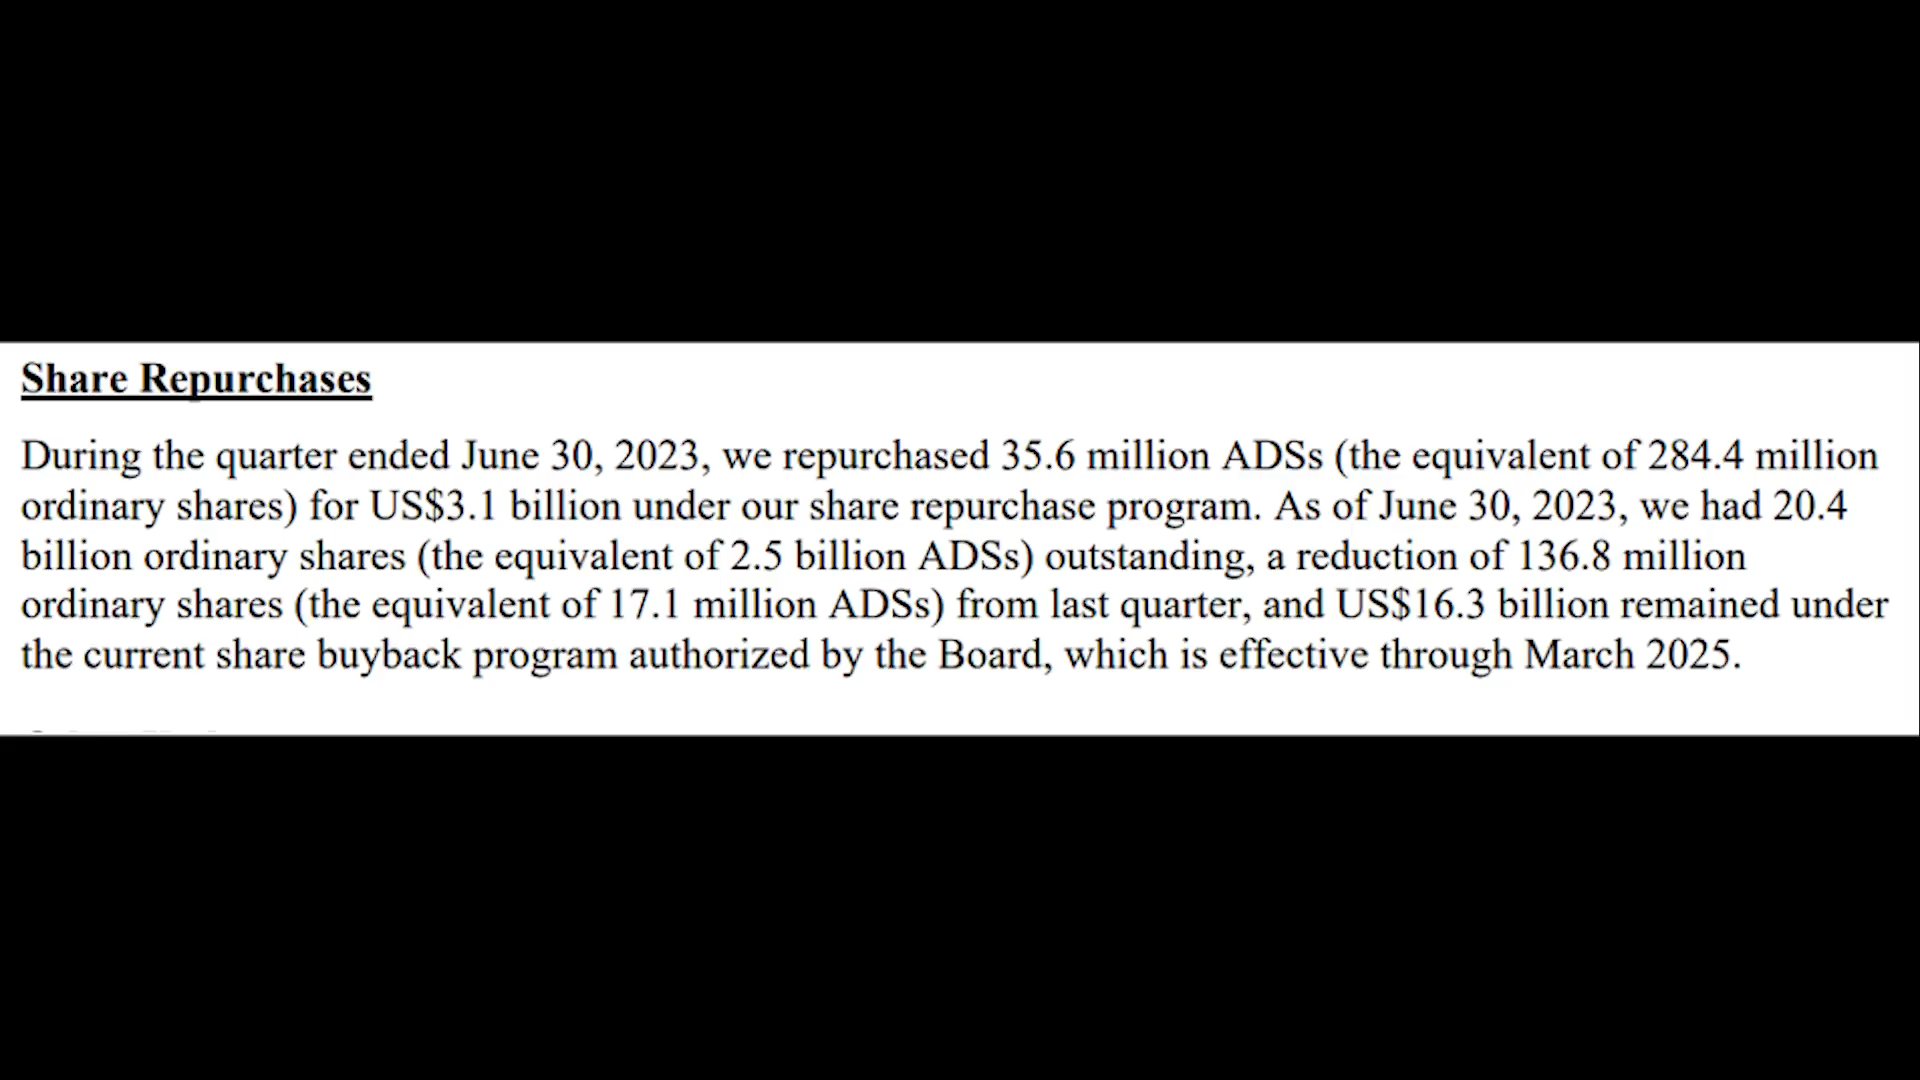 Share Repurchases
During the quarter ended June 30, 2023, we repurchased 35.6 million ADSs (the equivalent of 284.4 million
ordinary shares) for US$3.1 billion under our share repurchase program. As of June 30, 2023, we had 20.4
billion ordinary shares (the equivalent of 2.5 billion ADSs) outstanding, a reduction of 136.8 million
ordinary shares (the equivalent of 17.1 million ADSs) from last quarter, and US$16.3 billion remained under
the current share buyback program authorized by the Board, which is effective through March 2025.